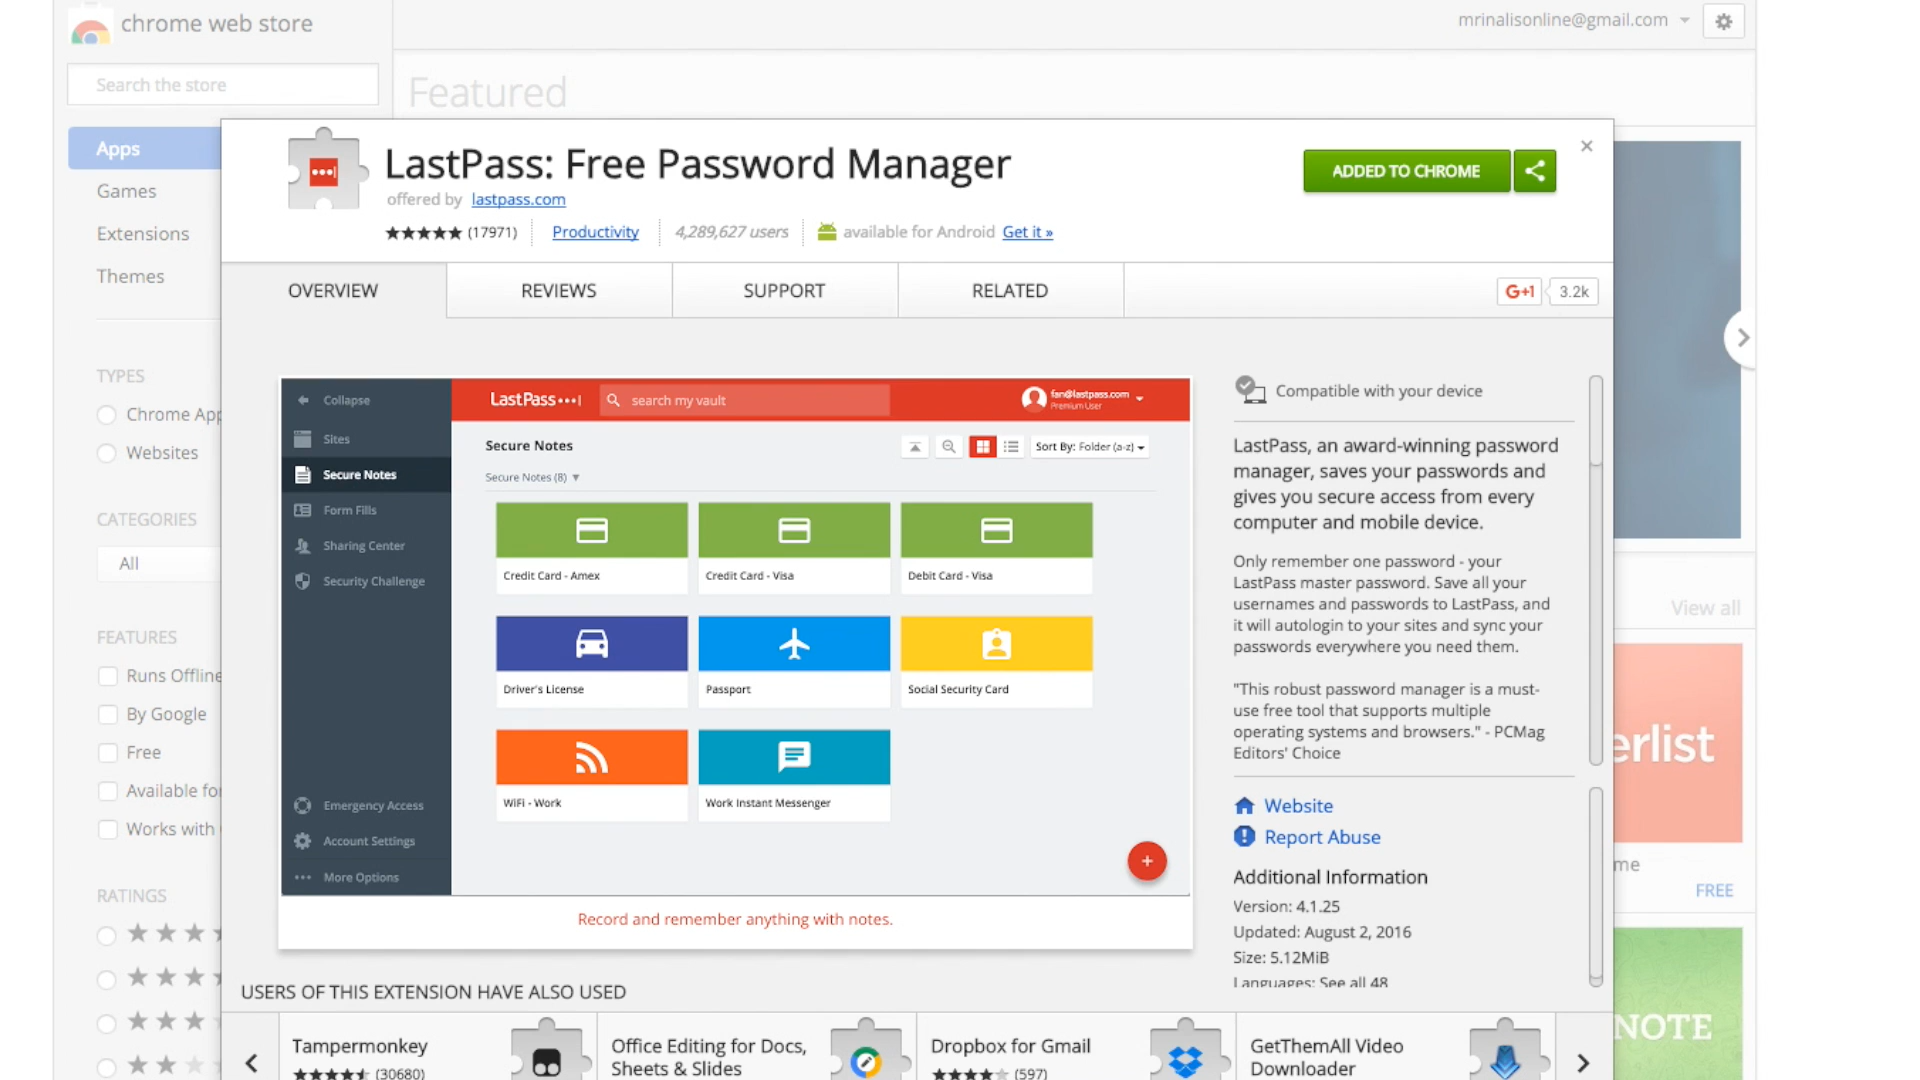 chrome web store
mrinalisonline@gmail.com
Search the store
Featured
Apps
Games
Extensions
Themes
TYPES
Chrome App
Websites
CATEGORIES
All
FEATURES
Runs Offline
By Google
Free
Available for
Works with
RATINGS
LastPass: Free Password Manager
offered by lastpass.com
(17971)
Productivity
4,289,627 users
available for Android Get it »
ADDED TO CHROME
OVERVIEW
REVIEWS
SUPPORT
RELATED
G+1
3.2k
Collapse
Sites
Secure Notes
Form Fills
Sharing Center
Security Challenge
Emergency Access
Account Settings
More Options
LastPass
search my vault
fan@lastpass.com
Premium User
Secure Notes
Sort By: Folder (a-z)
Secure Notes (8)
Credit Card - Amex
Credit Card - Visa
Debit Card - Visa
Driver's License
Passport
Social Security Card
WiFi - Work
Work Instant Messenger
Record and remember anything with notes.
Compatible with your device
LastPass, an award-winning password
manager, saves your passwords and
gives you secure access from every
computer and mobile device.
Only remember one password - your
LastPass master password. Save all your
usernames and passwords to LastPass, and
it will autologin to your sites and sync your
passwords everywhere you need them.
"This robust password manager is a must-
use free tool that supports multiple
operating systems and browsers." - PCMag
Editors' Choice
Website
Report Abuse
Additional Information
Version: 4.1.25
Updated: August 2, 2016
Size: 5.12MiB
Languages: See all 48
View all
erlist
me
FREE
NOTE
USERS OF THIS EXTENSION HAVE ALSO USED
Tampermonkey
(30680)
Office Editing for Docs,
Sheets & Slides
Dropbox for Gmail
(597)
GetThemAll Video
Downloader